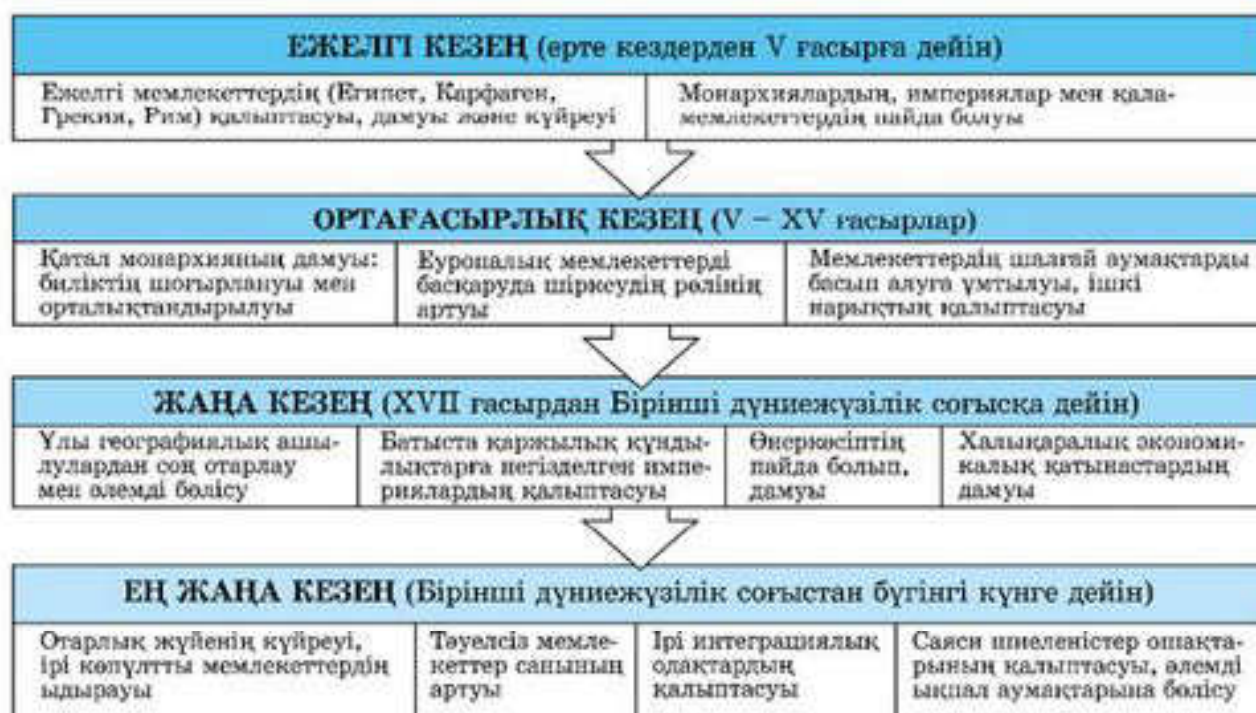 ЕЖЕЛГІ КЕЗЕҢ (ерте кездерден V ғасырға дейін)
Ежелгі мемлекеттердің (Египет, Карфаген,
Грекия, Рим) қалыптасуы, дамуы және күйреуі
Монархиялардың, империялар мен қала-
мемлекеттердің пайда болуы
ОРТАҒАСЫРЛЫҚ КЕЗЕҢ (V – XV ғасырлар)
Қатал монархияның дамуы:
биліктің шоғырлануы мен
орталықтандырылуы
Еуропалық мемлекеттерді
басқаруда шіркеудің рөлінің
артуы
Мемлекеттердің шалғай аумақтарды
басып алуға ұмтылуы, ішкі
нарықтың қалыптасуы
ЖАҢА КЕЗЕҢ (XVII ғасырдан Бірінші дүниежүзілік соғысқа дейін)
Ұлы географиялық ашы-
лулардан соң отарлау
мен әлемді бөлісу
Батыста қаржылық құнды-
лықтарға негізделген импе-
риялардың қалыптасуы
Өнеркәсіптің
пайда болып,
дамуы
Халықаралық экономи-
калық қатынастардың
дамуы
ЕҢ ЖАҢА КЕЗЕҢ (Бірінші дүниежүзілік соғыстан бүгінгі күнге дейін)
Отарлық жүйенің күйреуі,
ірі көпұлтты мемлекеттердің
ыдырауы
Тәуелсіз мемле-
кеттер санының
артуы
Ірі интеграциялық
одақтардың
қалыптасуы
Саяси шиеленістер ошақта-
рының қалыптасуы, әлемді
ықпал аумақтарына бөлісу